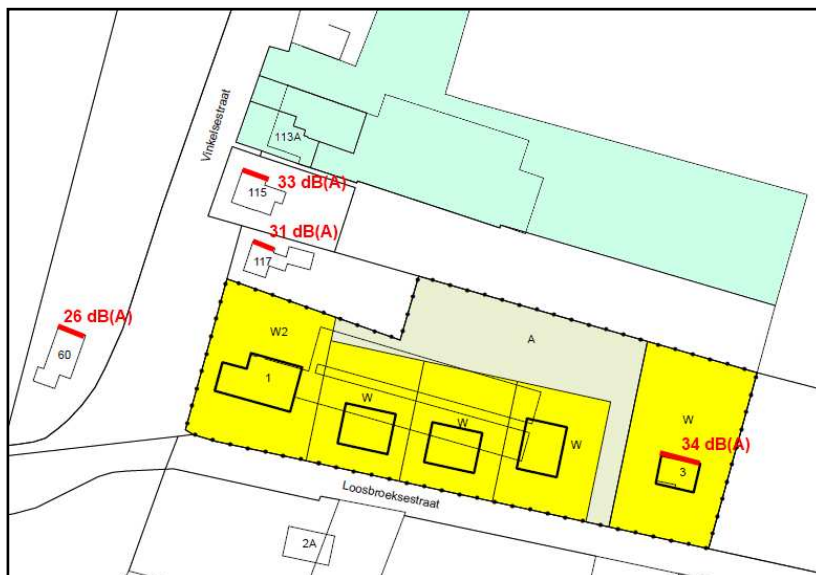 Vinkelsestraat
113A
33 dB(A)
115
31 dB(A)
117
26 dB(A)
60
W2
A
1
W
W
W
W
34 dB(A)
3
Loosbroeksestraat
2A